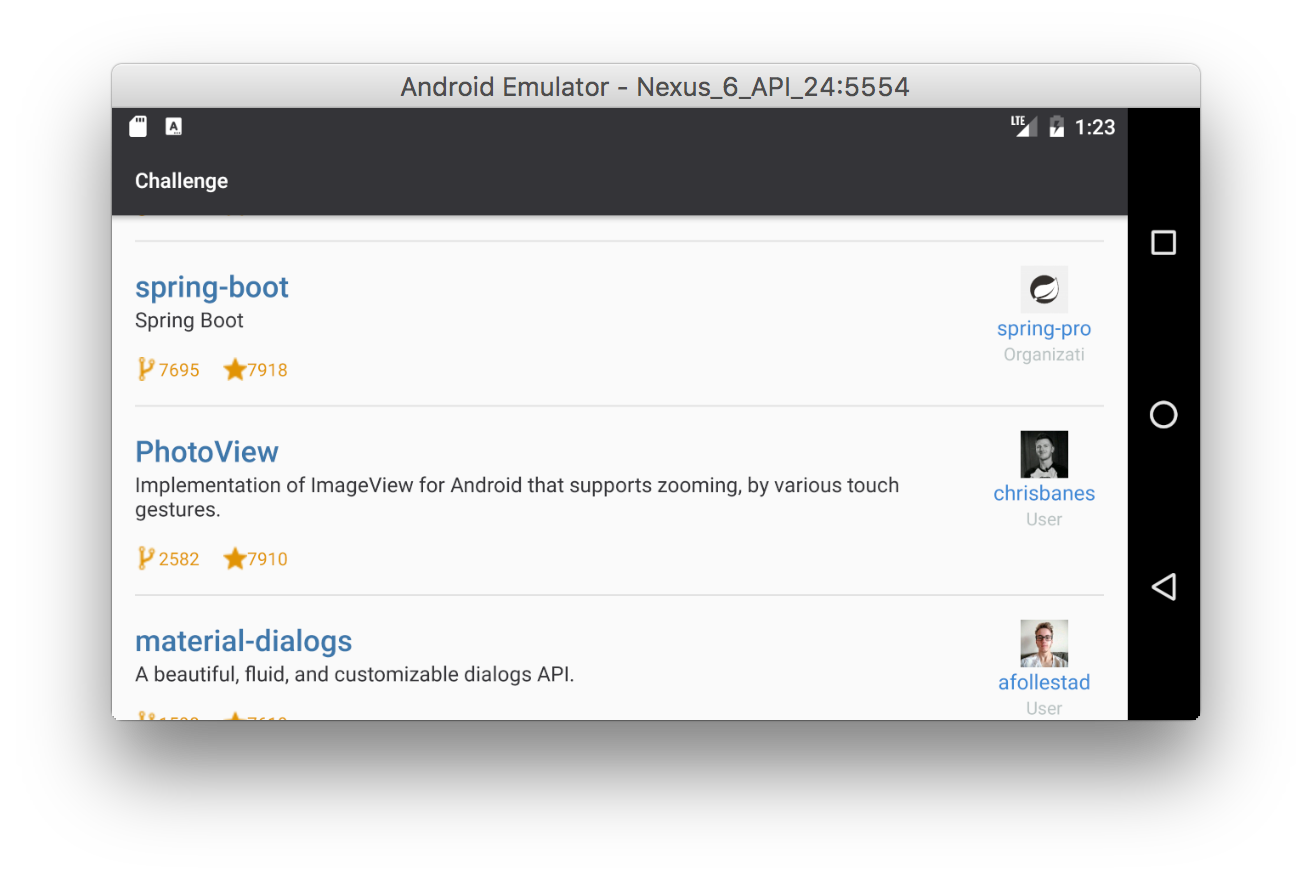 Android Emulator - Nexus_6_API_24:5554
A
LTE
1:23
Challenge
spring-boot
Spring Boot
7695
7918
spring-pro
Organizati
PhotoView
Implementation of ImageView for Android that supports zooming, by various touch
gestures.
2582
7910
chrisbanes
User
material-dialogs
A beautiful, fluid, and customizable dialogs API.
afollestad
User